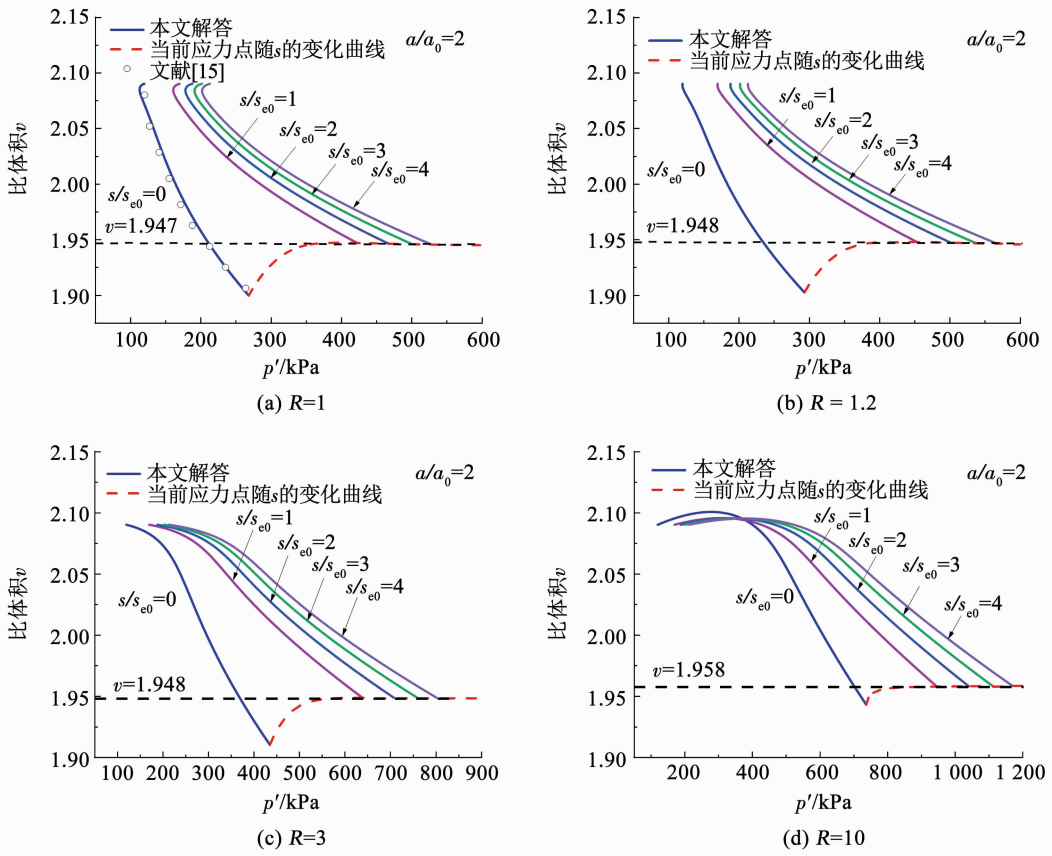 2.15
2.10
2.05
2.00
1.95
1.90
比体积v
本文解答
当前应力点随s的变化曲线
文献[15]
a/a0=2
s/se0=1
s/se0=2
s/se0=3
s/se0=4
s/se0=0
v=1.947
100 200 300 400 500 600
p′/kPa
(a) R=1
2.15
2.10
2.05
2.00
1.95
1.90
比体积v
本文解答
当前应力点随s的变化曲线
a/a0=2
s/se0=1
s/se0=2
s/se0=3
s/se0=4
s/se0=0
v=1.948
100 200 300 400 500 600
p′/kPa
(b) R = 1.2
2.15
2.10
2.05
2.00
1.95
1.90
比体积v
本文解答
当前应力点随s的变化曲线
a/a0=2
s/se0=1
s/se0=2
s/se0=3
s/se0=4
s/se0=0
v=1.948
100 200 300 400 500 600 700 800 900
p′/kPa
(c) R=3
2.15
2.10
2.05
2.00
1.95
1.90
比体积v
本文解答
当前应力点随s的变化曲线
a/a0=2
s/se0=1
s/se0=2
s/se0=3
s/se0=4
s/se0=0
v=1.958
200 400 600 800 1 000 1 200
p′/kPa
(d) R=10